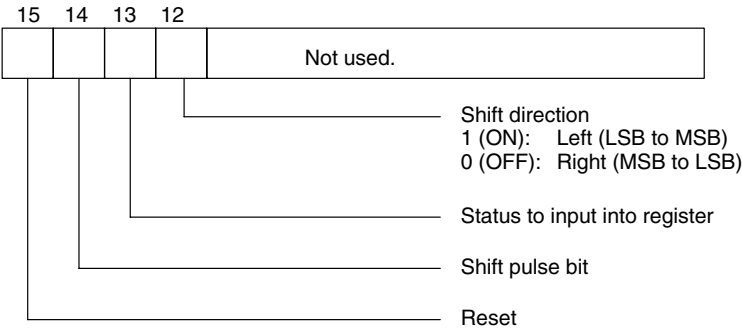 15 14 13 12
Not used.
Shift direction
1 (ON): Left (LSB to MSB)
0 (OFF): Right (MSB to LSB)
Status to input into register
Shift pulse bit
Reset